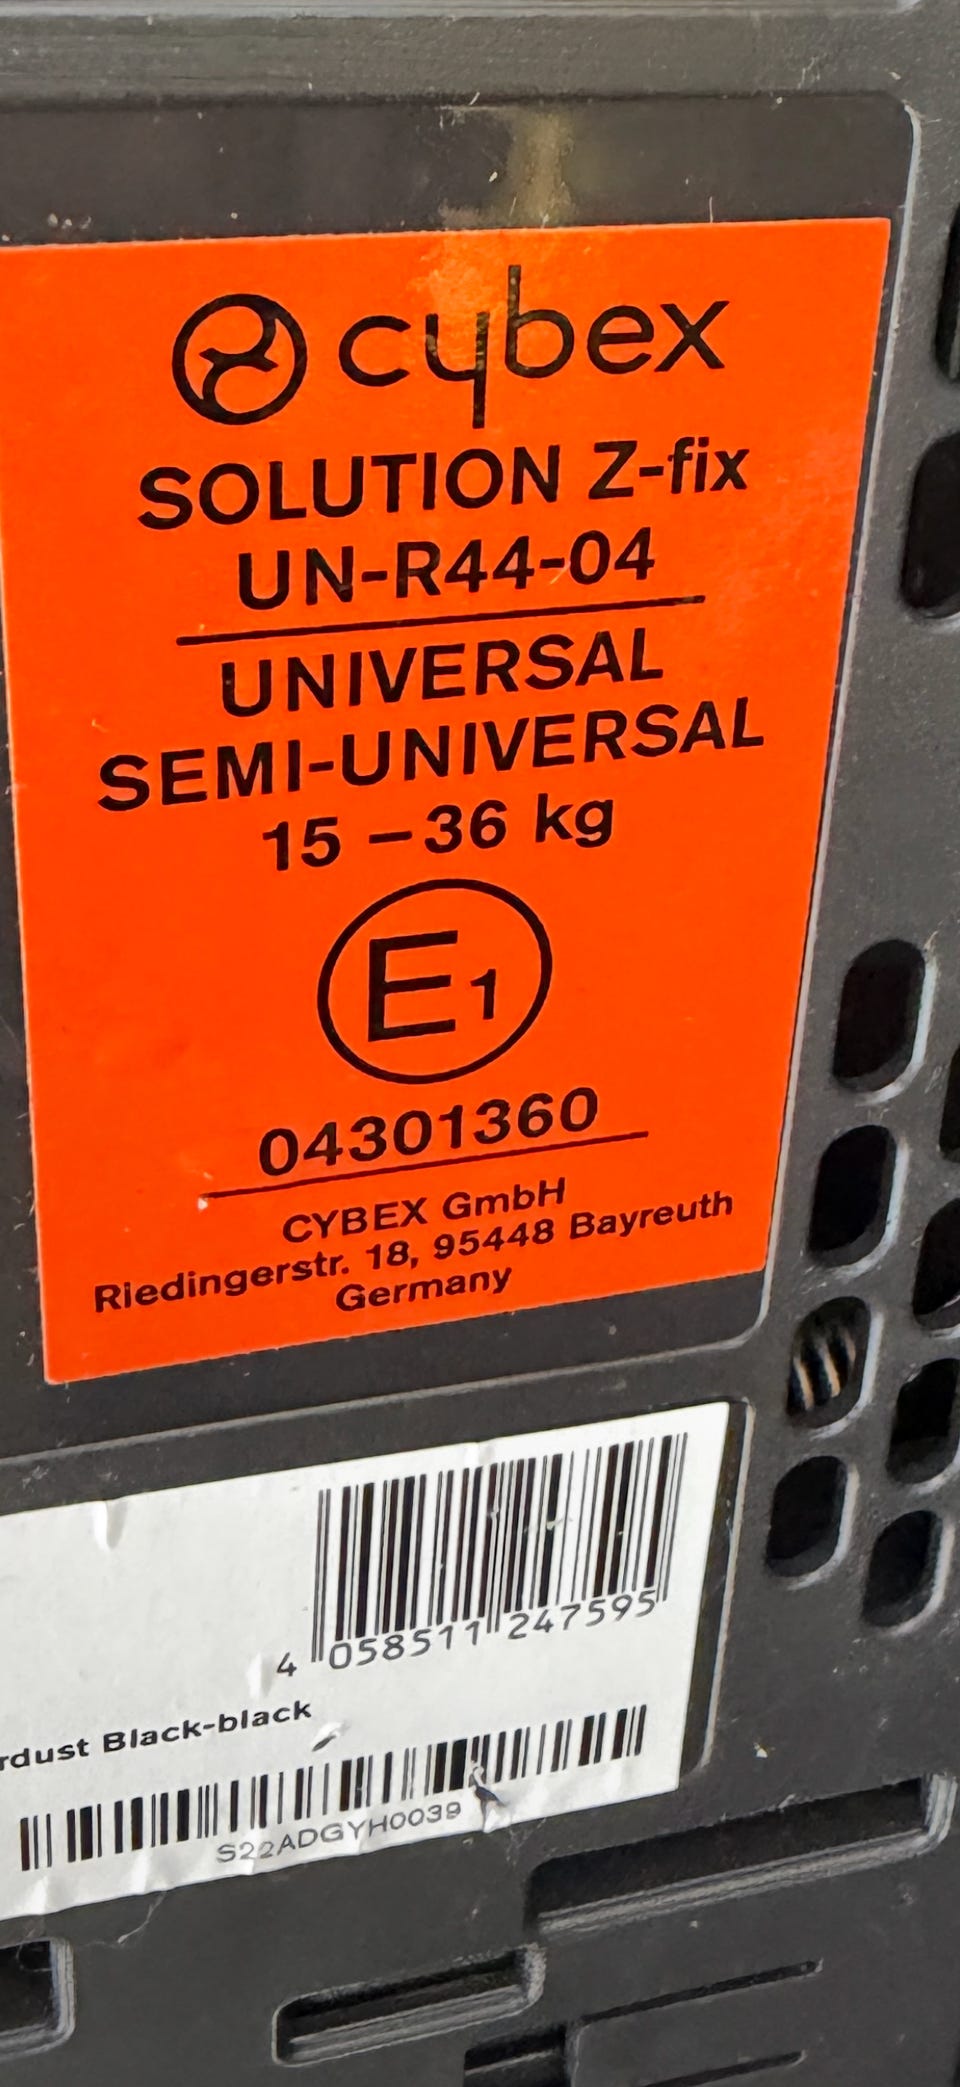 cybex
SOLUTION Z-fix
UN-R44-04
UNIVERSAL
SEMI-UNIVERSAL
15 – 36 kg
E1
04301360
CYBEX GmbH
Riedingerstr. 18, 95448 Bayreuth
Germany
4 058511 247595
Black-black
S22ADGYH0039